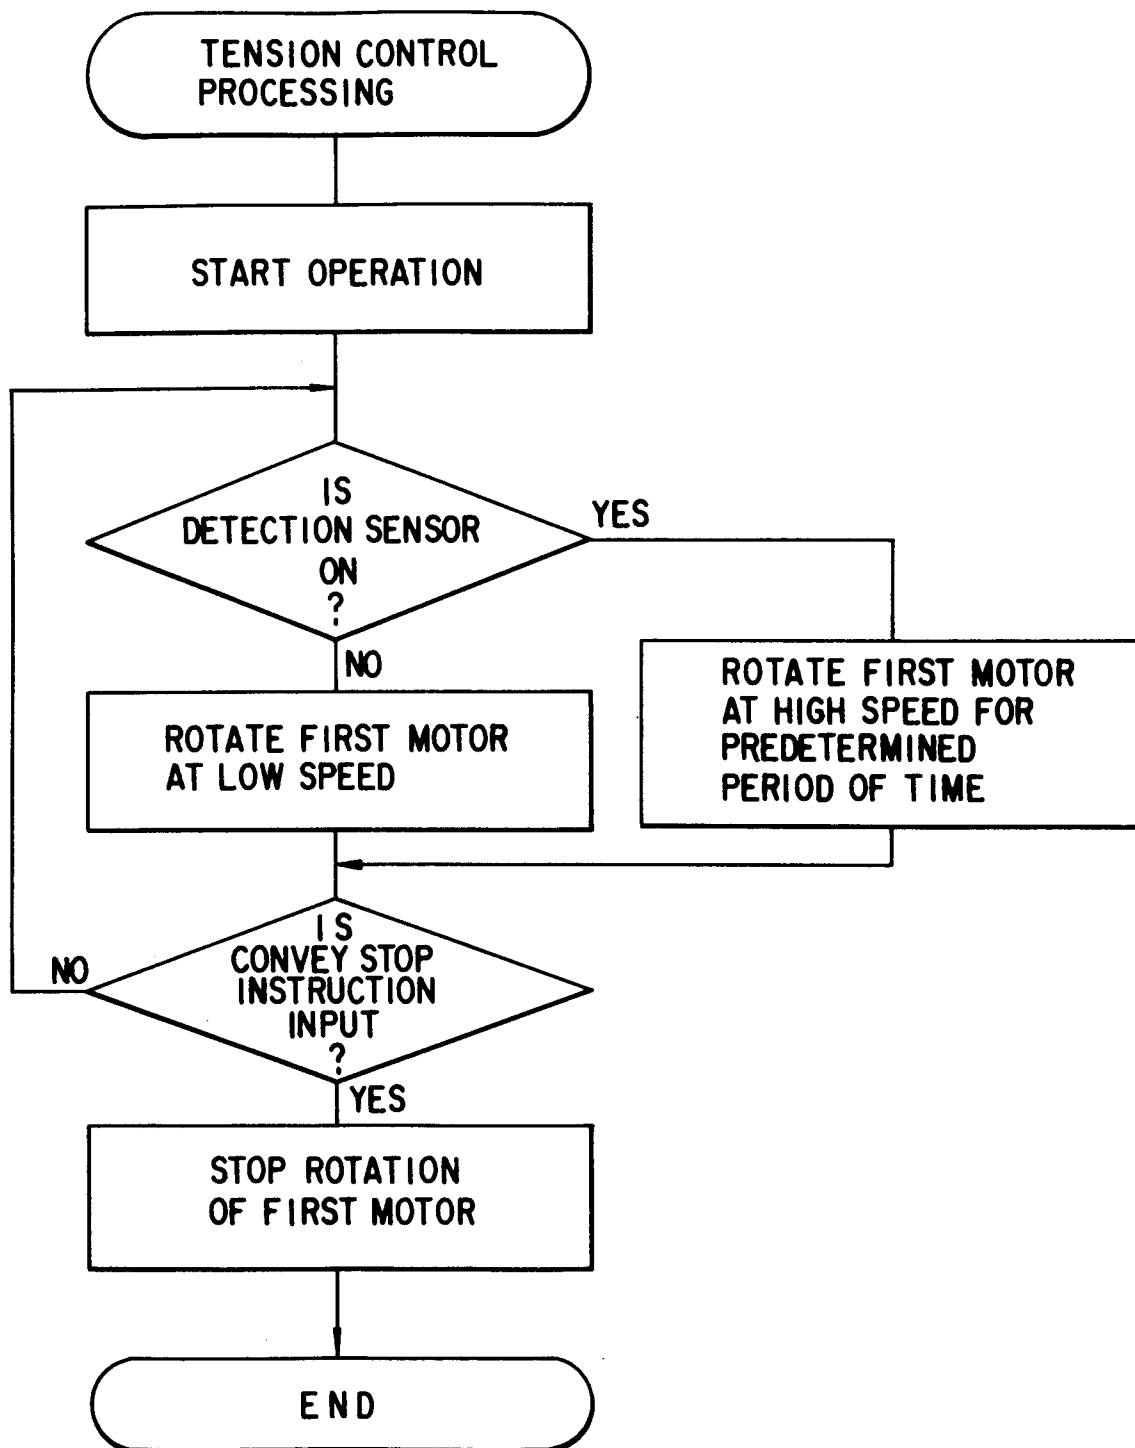 TENSION CONTROL
PROCESSING
START OPERATION
IS
DETECTION SENSOR
ON
?
YES
NO
ROTATE FIRST MOTOR
AT LOW SPEED
ROTATE FIRST MOTOR
AT HIGH SPEED FOR
PREDETERMINED
PERIOD OF TIME
IS
CONVEY STOP
INSTRUCTION
INPUT
?
NO
YES
STOP ROTATION
OF FIRST MOTOR
END